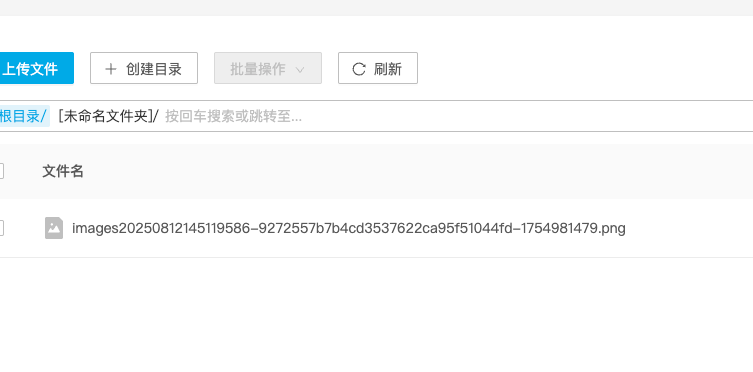 上传文件 创建目录 批量操作 刷新
根目录/ [未命名文件夹]/ 按回车搜索或跳转至...
文件名
images20250812145119586-9272557b7b4cd3537622ca95f51044fd-1754981479.png